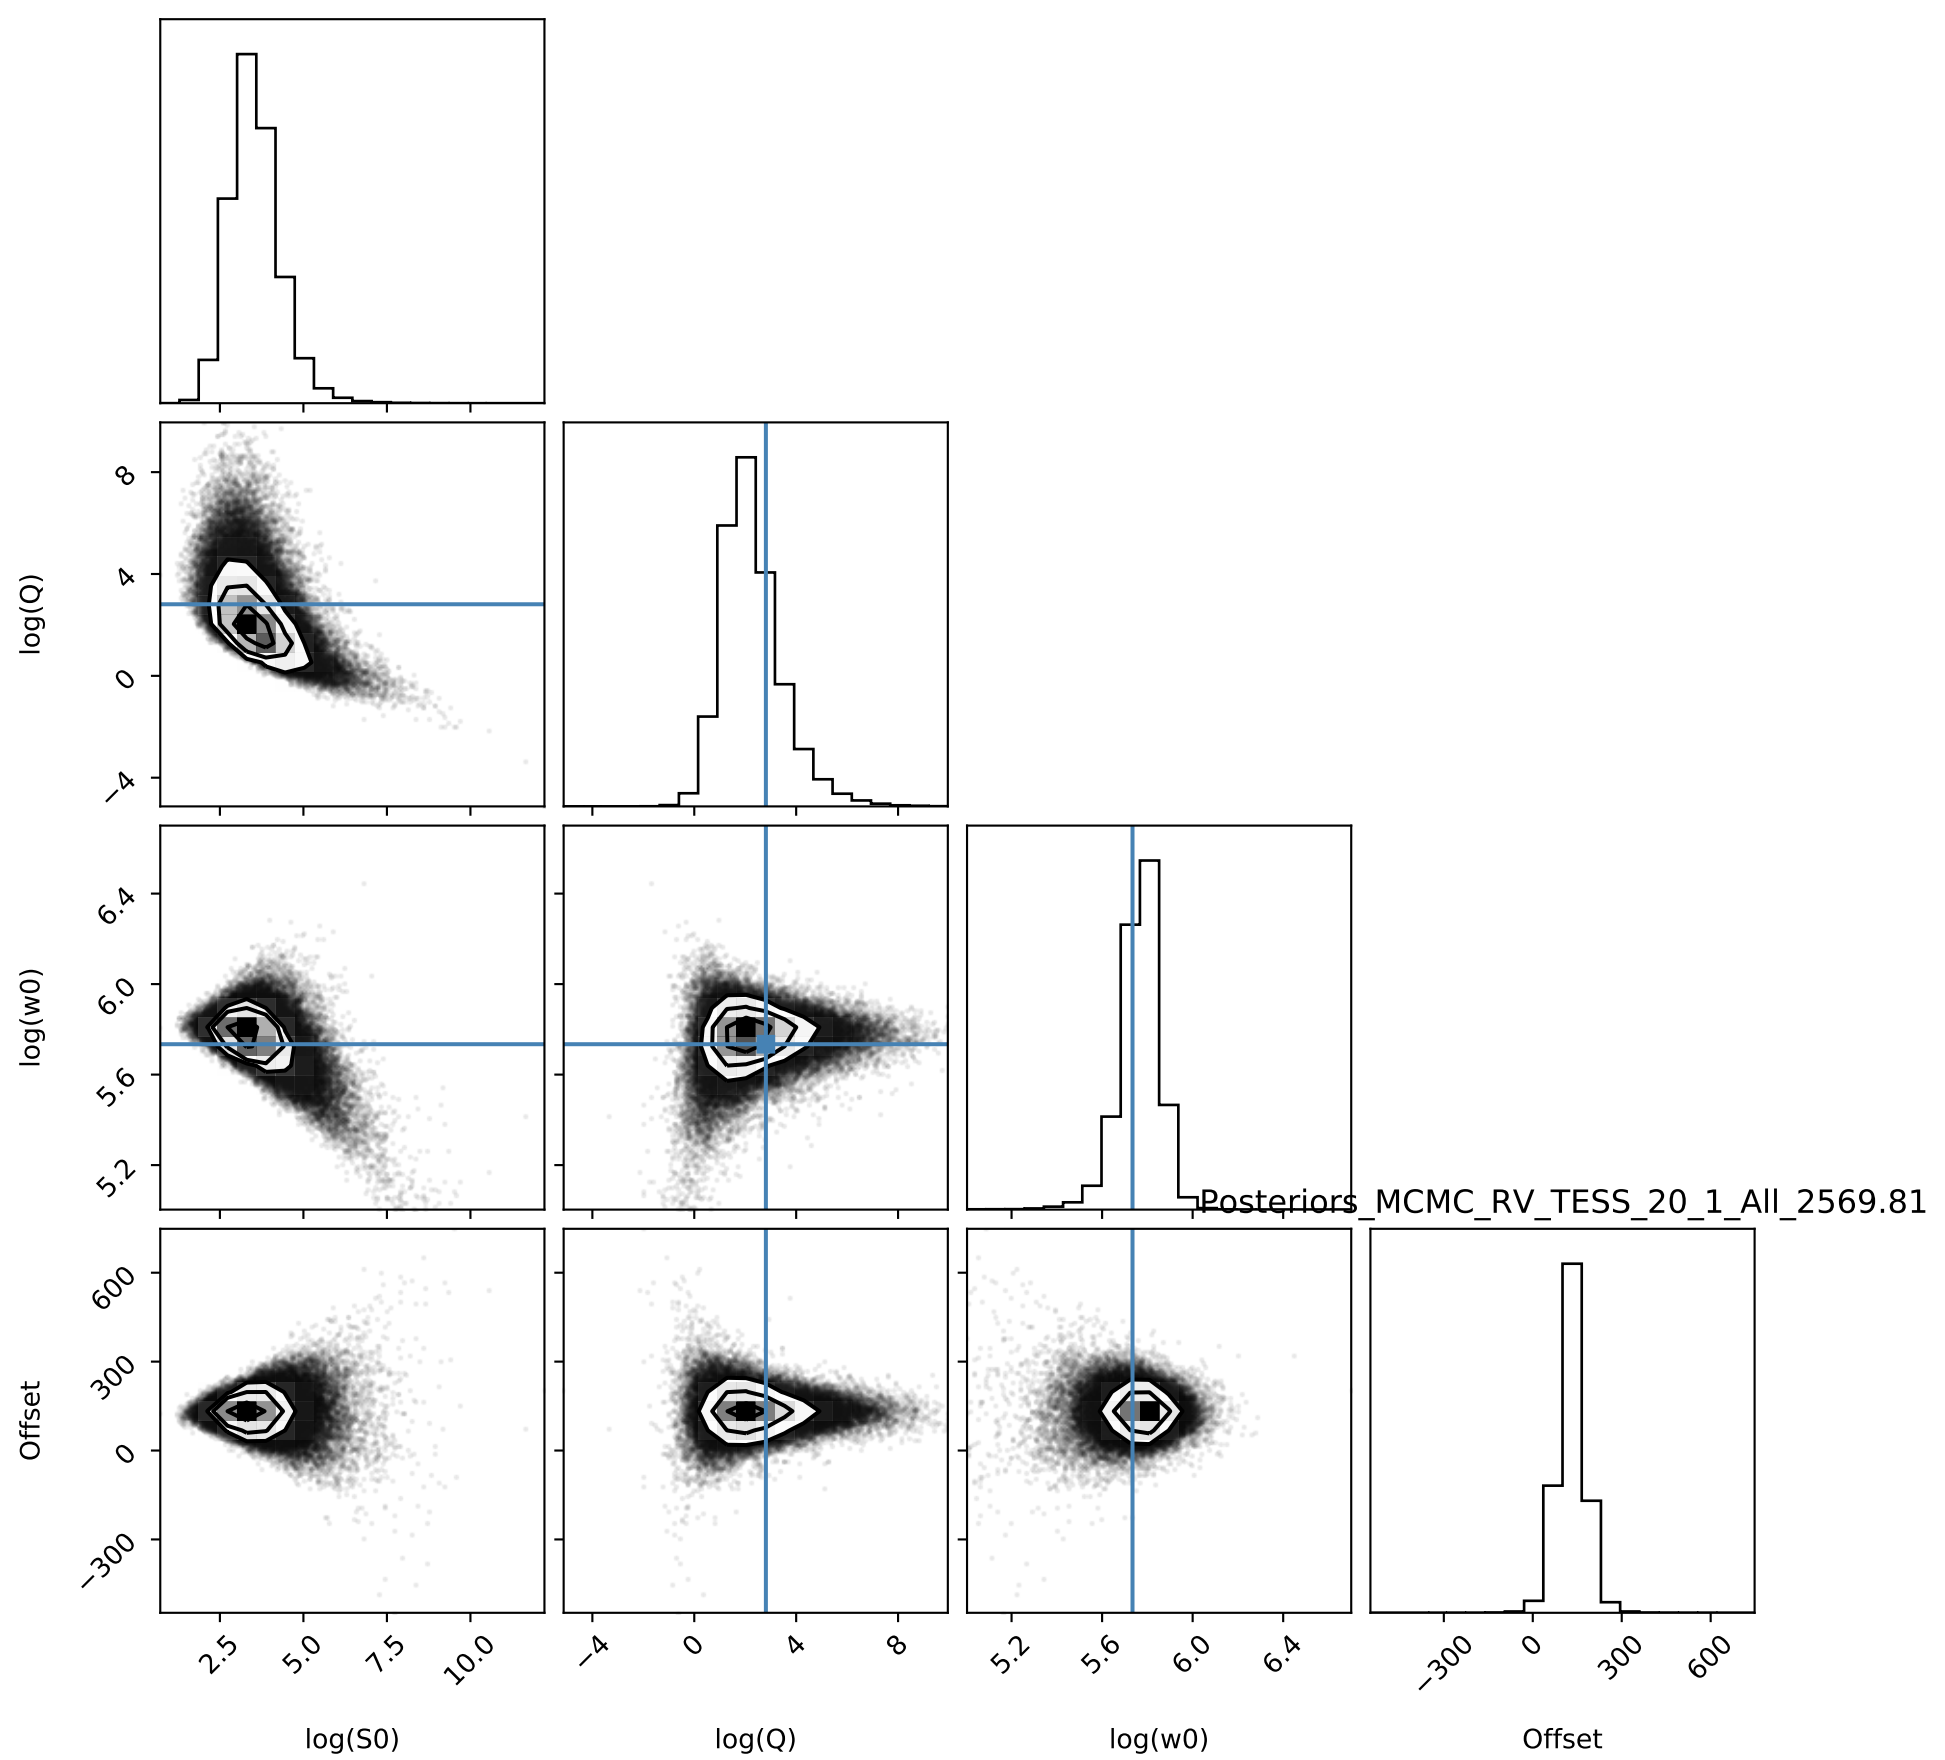 8
4
0
−4
log(Q)
6.4
6.0
5.6
5.2
log(w0)
Posteriors_MCMC_RV_TESS_20_1_All_2569.81
600
300
0
−300
Offset
2.5 5.0 7.5 10.0 −4 0 4 8 5.2 5.6 6.0 6.4 −300 0 300 600
log(S0) log(Q) log(w0) Offset